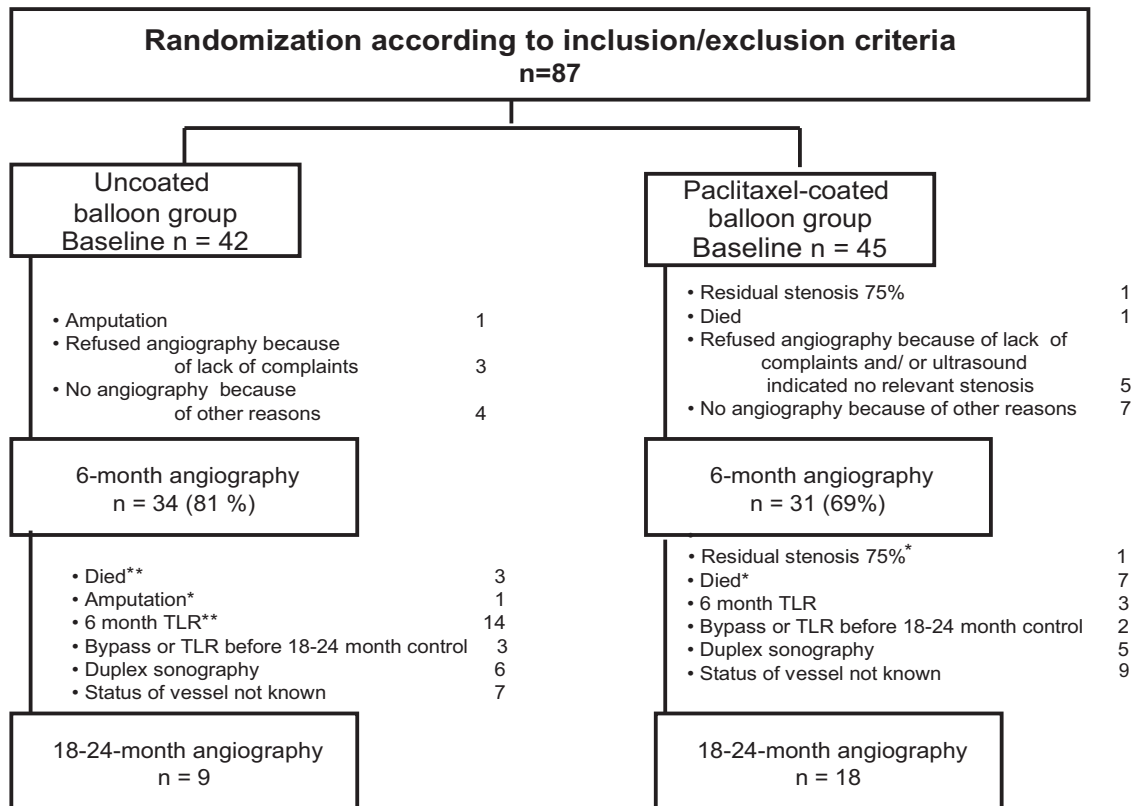 Randomization according to inclusion/exclusion criteria
n=87
Uncoated
balloon group
Baseline n = 42
• Amputation 1
• Refused angiography because
of lack of complaints 3
• No angiography because
of other reasons 4
6-month angiography
n = 34 (81 %)
• Died** 3
• Amputation* 1
• 6 month TLR** 14
• Bypass or TLR before 18-24 month control 3
• Duplex sonography 6
• Status of vessel not known 7
18-24-month angiography
n = 9
Paclitaxel-coated
balloon group
Baseline n = 45
• Residual stenosis 75% 1
• Died 1
• Refused angiography because of lack of
complaints and/ or ultrasound
indicated no relevant stenosis 5
• No angiography because of other reasons 7
6-month angiography
n = 31 (69%)
• Residual stenosis 75%* 1
• Died* 7
• 6 month TLR 3
• Bypass or TLR before 18-24 month control 2
• Duplex sonography 5
• Status of vessel not known 9
18-24-month angiography
n = 18